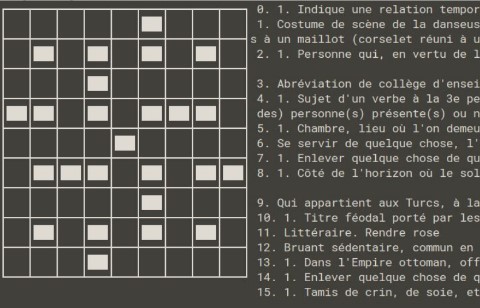 0. 1. Indique une relation tempor
1. Costume de scène de la danseus
s à un maillot (corselet réuni à u
2. 1. Personne qui, en vertu de l
3. Abréviation de collège d'ensei
4. 1. Sujet d'un verbe à la 3e pe
des) personne(s) présente(s) ou n
5. 1. Chambre, lieu où l'on demeu
6. Se servir de quelque chose, l'
7. 1. Enlever quelque chose de qu
8. 1. Côté de l'horizon où le sol
9. Qui appartient aux Turcs, à la
10. 1. Titre féodal porté par les
11. Littéraire. Rendre rose
12. Bruant sédentaire, commun en
13. 1. Dans l'Empire ottoman, off
14. 1. Enlever quelque chose de q
15. 1. Tamis de crin, de soie, et